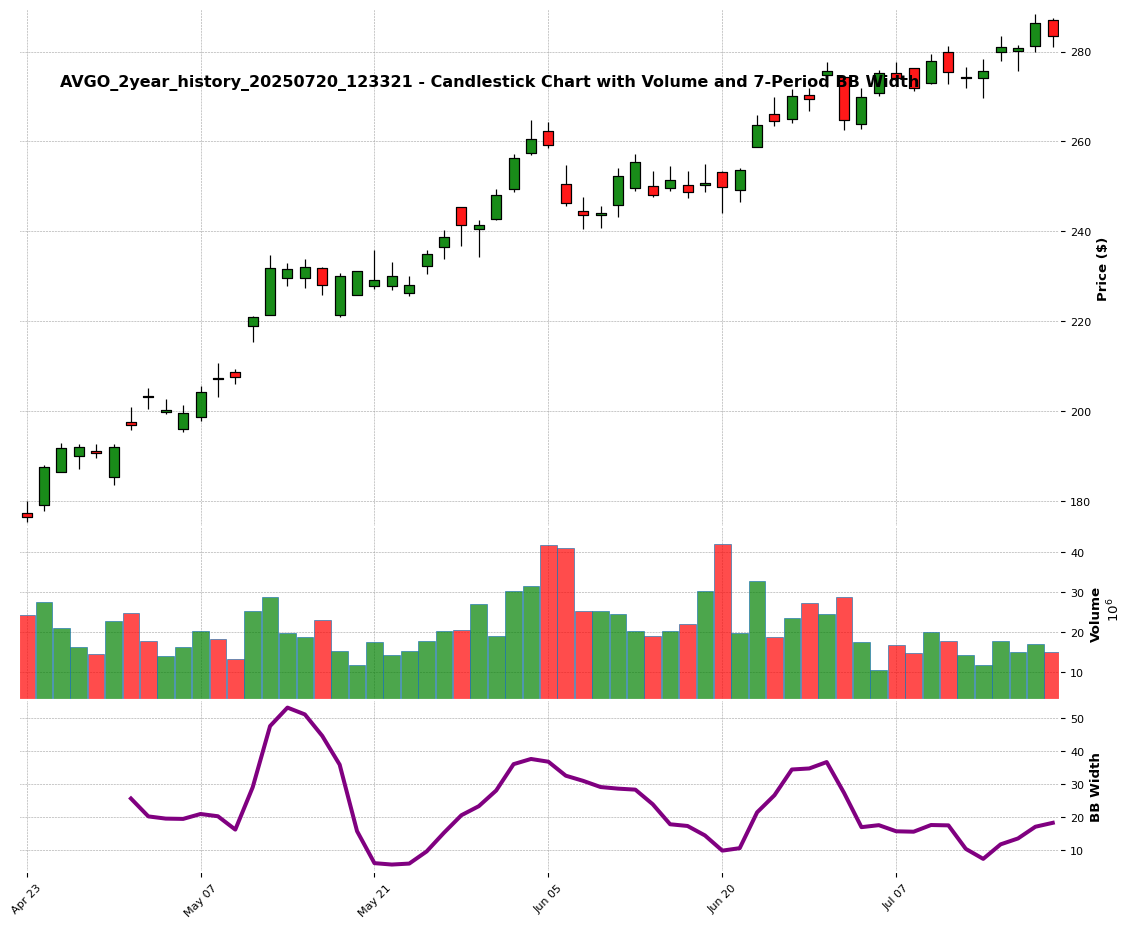 AVGO_2year_history_20250720_123321 - Candlestick Chart with Volume and 7-Period BB Width
280
260
240
220
200
180
Price ($)
40
30
20
10
Volume
10^6
50
40
30
20
10
BB Width
Apr 23
May 07
May 21
Jun 05
Jun 20
Jul 07